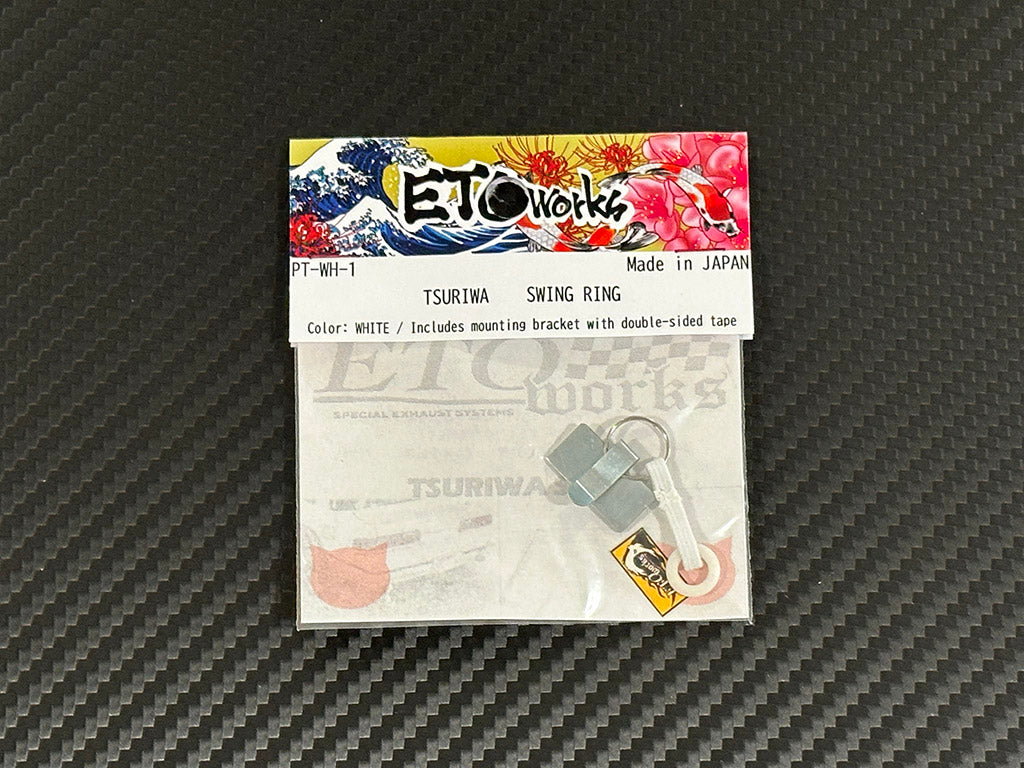 ETOworks
PT-WH-1 Made in JAPAN
TSURIWA SWING RING
Color: WHITE / Includes mounting bracket with double-sided tape
ETO works
SPECIAL EXHAUST SYSTEMS
TSURIWA